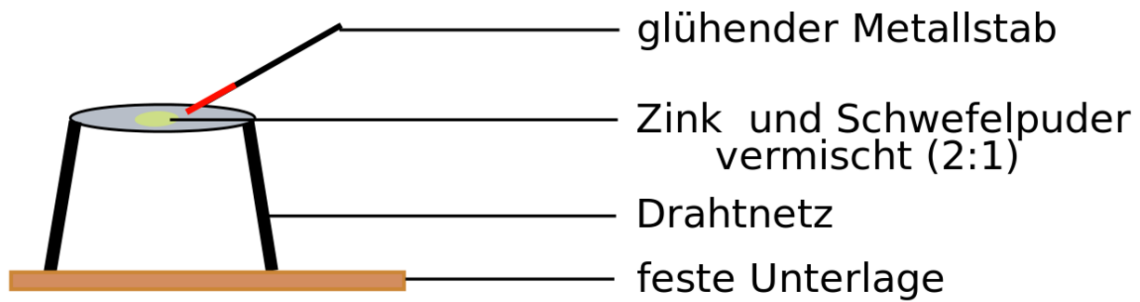 glühender Metallstab
Zink und Schwefelpuder
vermischt (2:1)
Drahtnetz
feste Unterlage